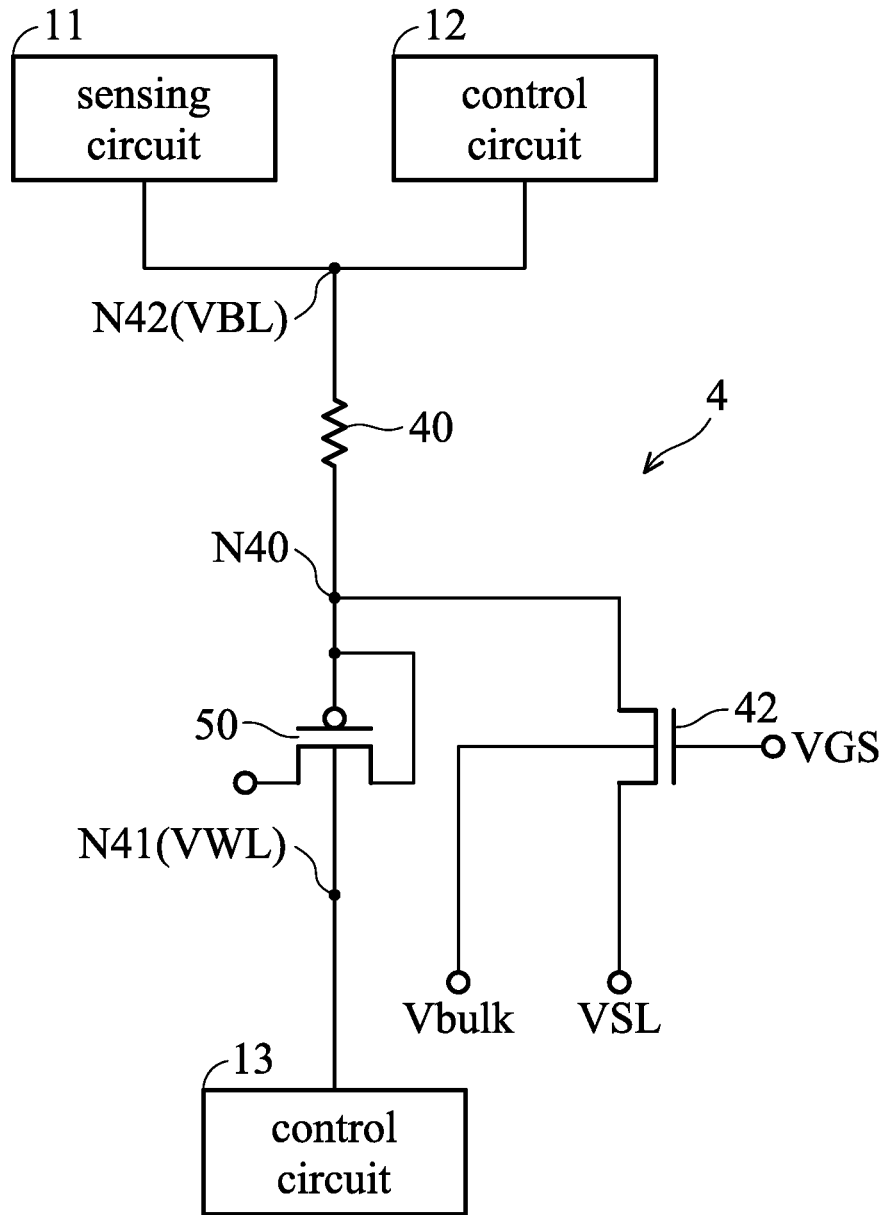 11
sensing
circuit
12
control
circuit
N42(VBL)
40
4
N40
50
42
VGS
N41(VWL)
Vbulk
VSL
13
control
circuit